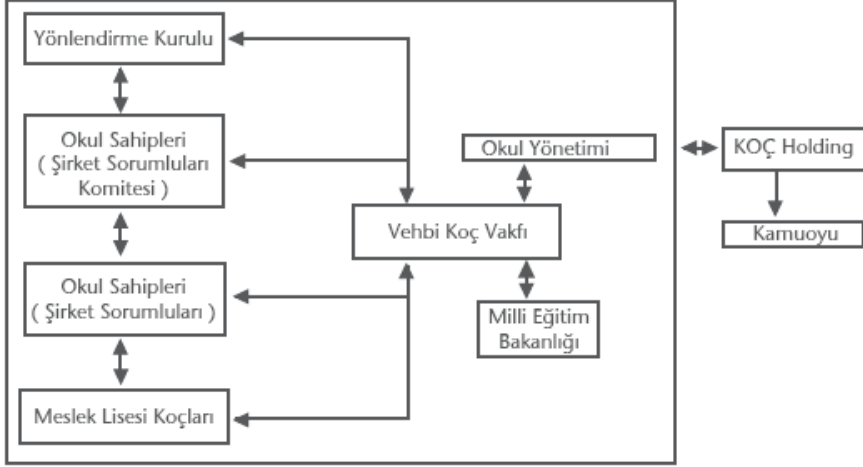 Yönlendirme Kurulu
Okul Sahipleri
( Şirket Sorumluları
Komitesi )
Okul Sahipleri
( Şirket Sorumluları )
Meslek Lisesi Koçları
Okul Yönetimi
Vehbi Koç Vakfı
Milli Eğitim
Bakanlığı
KOÇ Holding
Kamuoyu